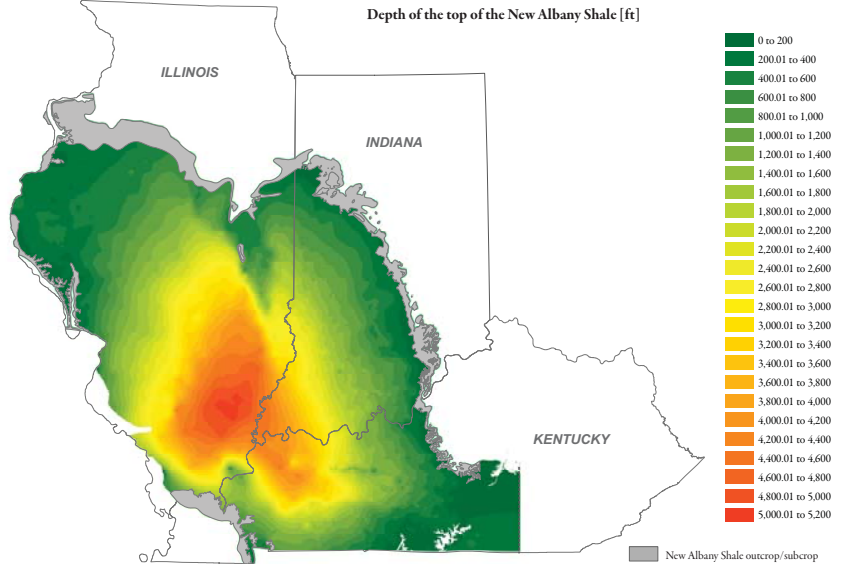 Depth of the top of the New Albany Shale [ft]
ILLINOIS
INDIANA
KENTUCKY
0 to 200
200.01 to 400
400.01 to 600
600.01 to 800
800.01 to 1,000
1,000.01 to 1,200
1,200.01 to 1,400
1,400.01 to 1,600
1,600.01 to 1,800
1,800.01 to 2,000
2,000.01 to 2,200
2,200.01 to 2,400
2,400.01 to 2,600
2,600.01 to 2,800
2,800.01 to 3,000
3,000.01 to 3,200
3,200.01 to 3,400
3,400.01 to 3,600
3,600.01 to 3,800
3,800.01 to 4,000
4,000.01 to 4,200
4,200.01 to 4,400
4,400.01 to 4,600
4,600.01 to 4,800
4,800.01 to 5,000
5,000.01 to 5,200
New Albany Shale outcrop/subcrop